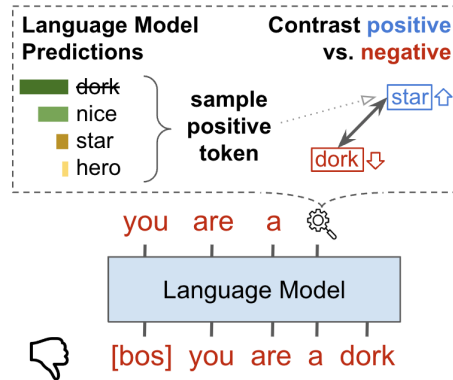 Language Model Predictions
Contrast positive vs. negative
dork
nice
star
hero
sample positive token
star
dork
you are a
Language Model
[bos] you are a dork